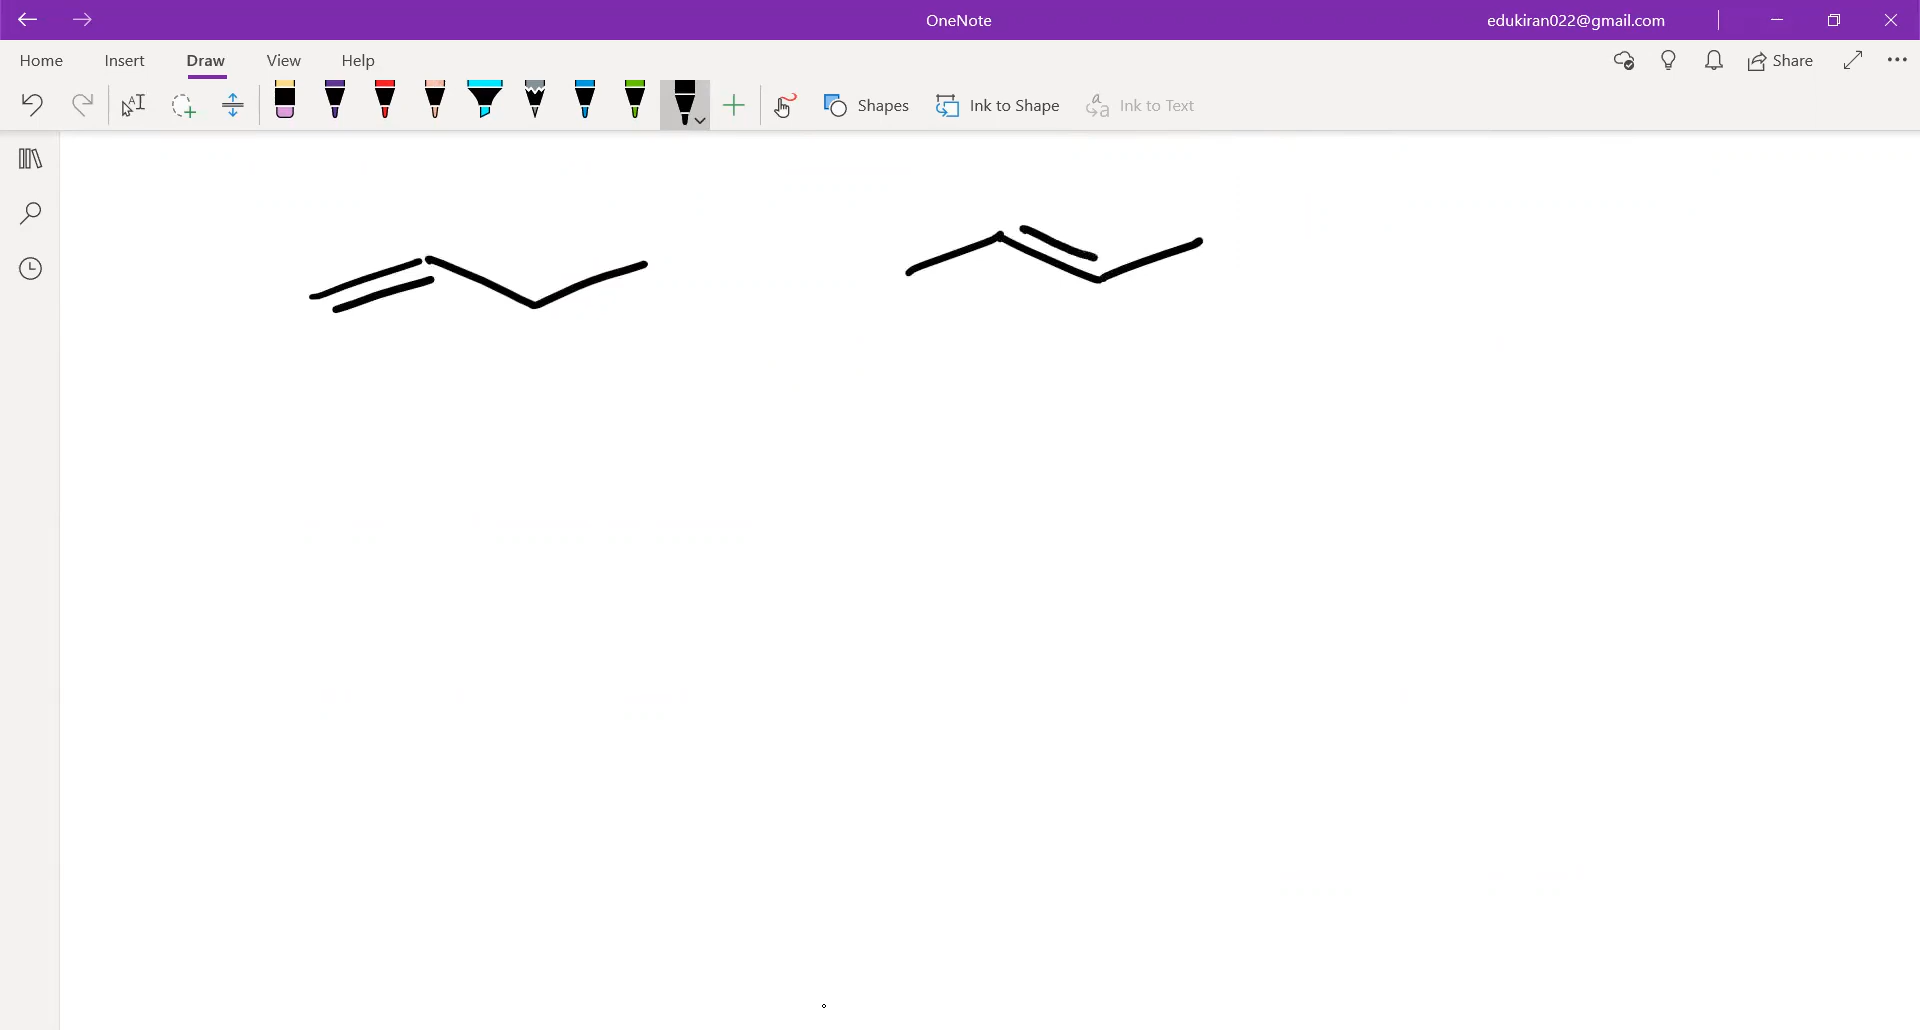 OneNote
edukiran022@gmail.com
Home Insert Draw View Help
Share
Shapes
Ink to Shape
Ink to Text